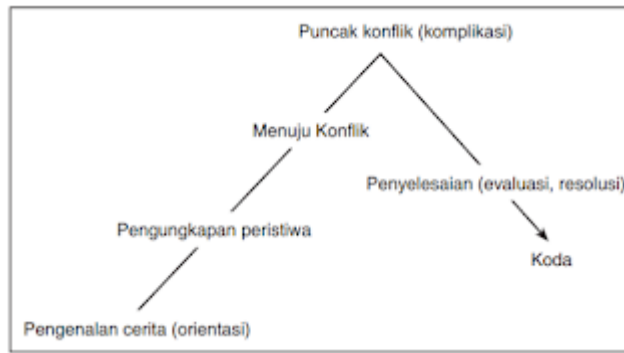 Puncak konflik (komplikasi)
Menuju Konflik
Penyelesaian (evaluasi, resolusi)
Pengungkapan peristiwa
Koda
Pengenalan cerita (orientasi)